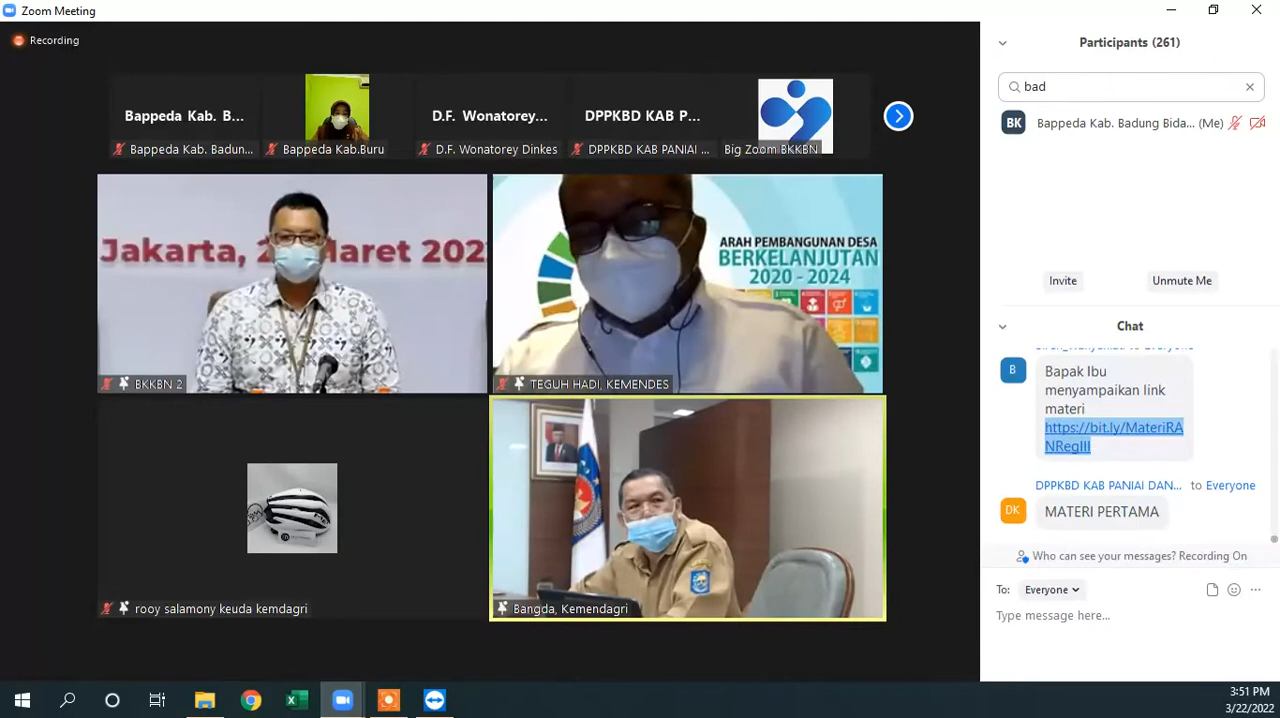 Zoom Meeting
Recording
Bappeda Kab. B...
D.F. Wonatorey...
DPPKBD KAB P...
Bappeda Kab. Badun...
Bappeda Kab.Buru
D.F. Wonatorey Dinkes
DPPKBD KAB PANIAI ...
Big Zoom BKKBN
Jakarta, 2 Maret 202
BKKBN 2
ARAH PEMBANGUNAN DESA
BERKELANJUTAN
2020 - 2024
TEGUH HADI, KEMENDES
rooy salamony keuda kemdagri
Bangda, Kemendagri
Participants (261)
bad
BK
Bappeda Kab. Badung Bida... (Me)
Invite
Unmute Me
Chat
to Everyone
B
Bapak Ibu
menyampaikan link
materi
https://bit.ly/MateriRA
NRegIII
DPPKBD KAB PANIAI DAN... to Everyone
DK
MATERI PERTAMA
Who can see your messages? Recording On
To: Everyone
Type message here...
3:51 PM
3/22/2022